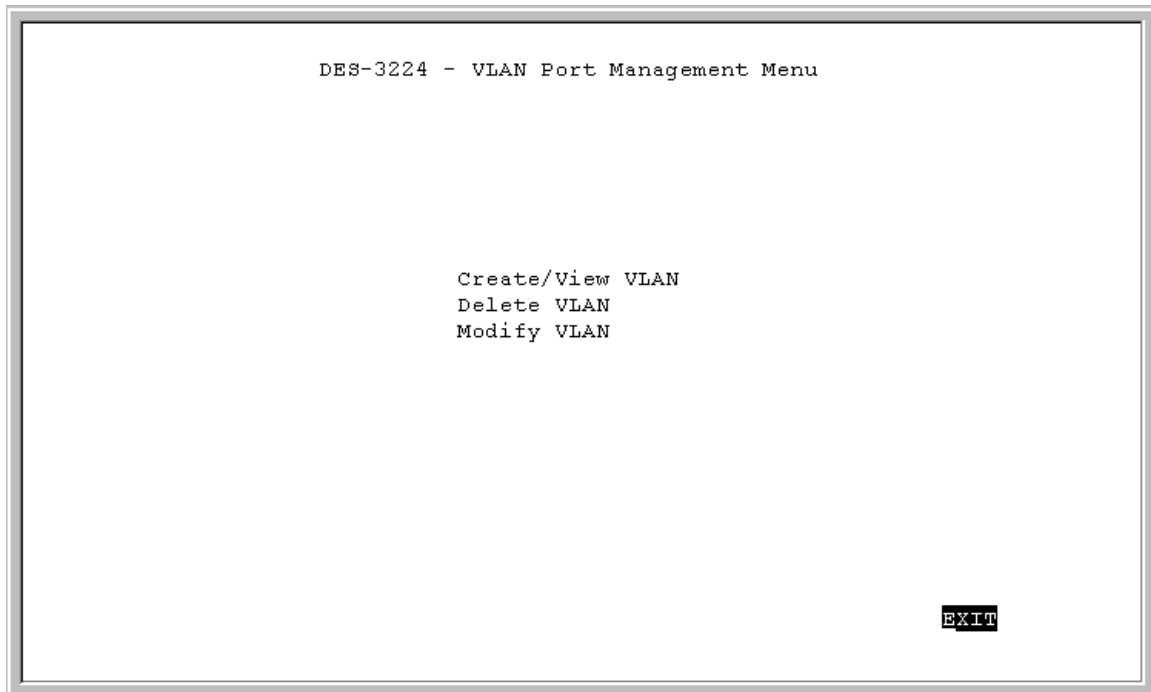 DES-3224 - VLAN Port Management Menu
Create/View VLAN
Delete VLAN
Modify VLAN
EXIT